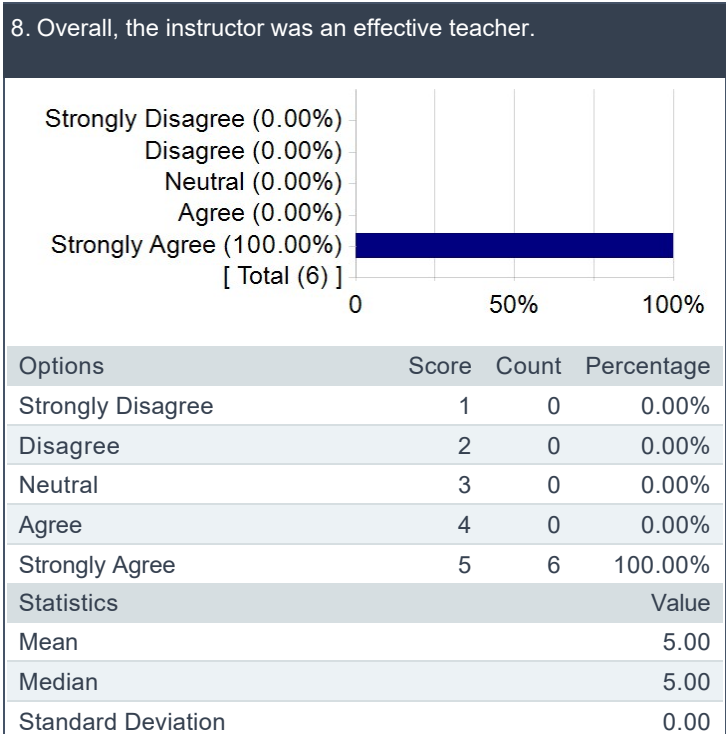 8. Overall, the instructor was an effective teacher.
Strongly Disagree (0.00%)
Disagree (0.00%)
Neutral (0.00%)
Agree (0.00%)
Strongly Agree (100.00%)
[ Total (6) ]
0 50% 100%
Options Score Count Percentage
Strongly Disagree 1 0 0.00%
Disagree 2 0 0.00%
Neutral 3 0 0.00%
Agree 4 0 0.00%
Strongly Agree 5 6 100.00%
Statistics Value
Mean 5.00
Median 5.00
Standard Deviation 0.00